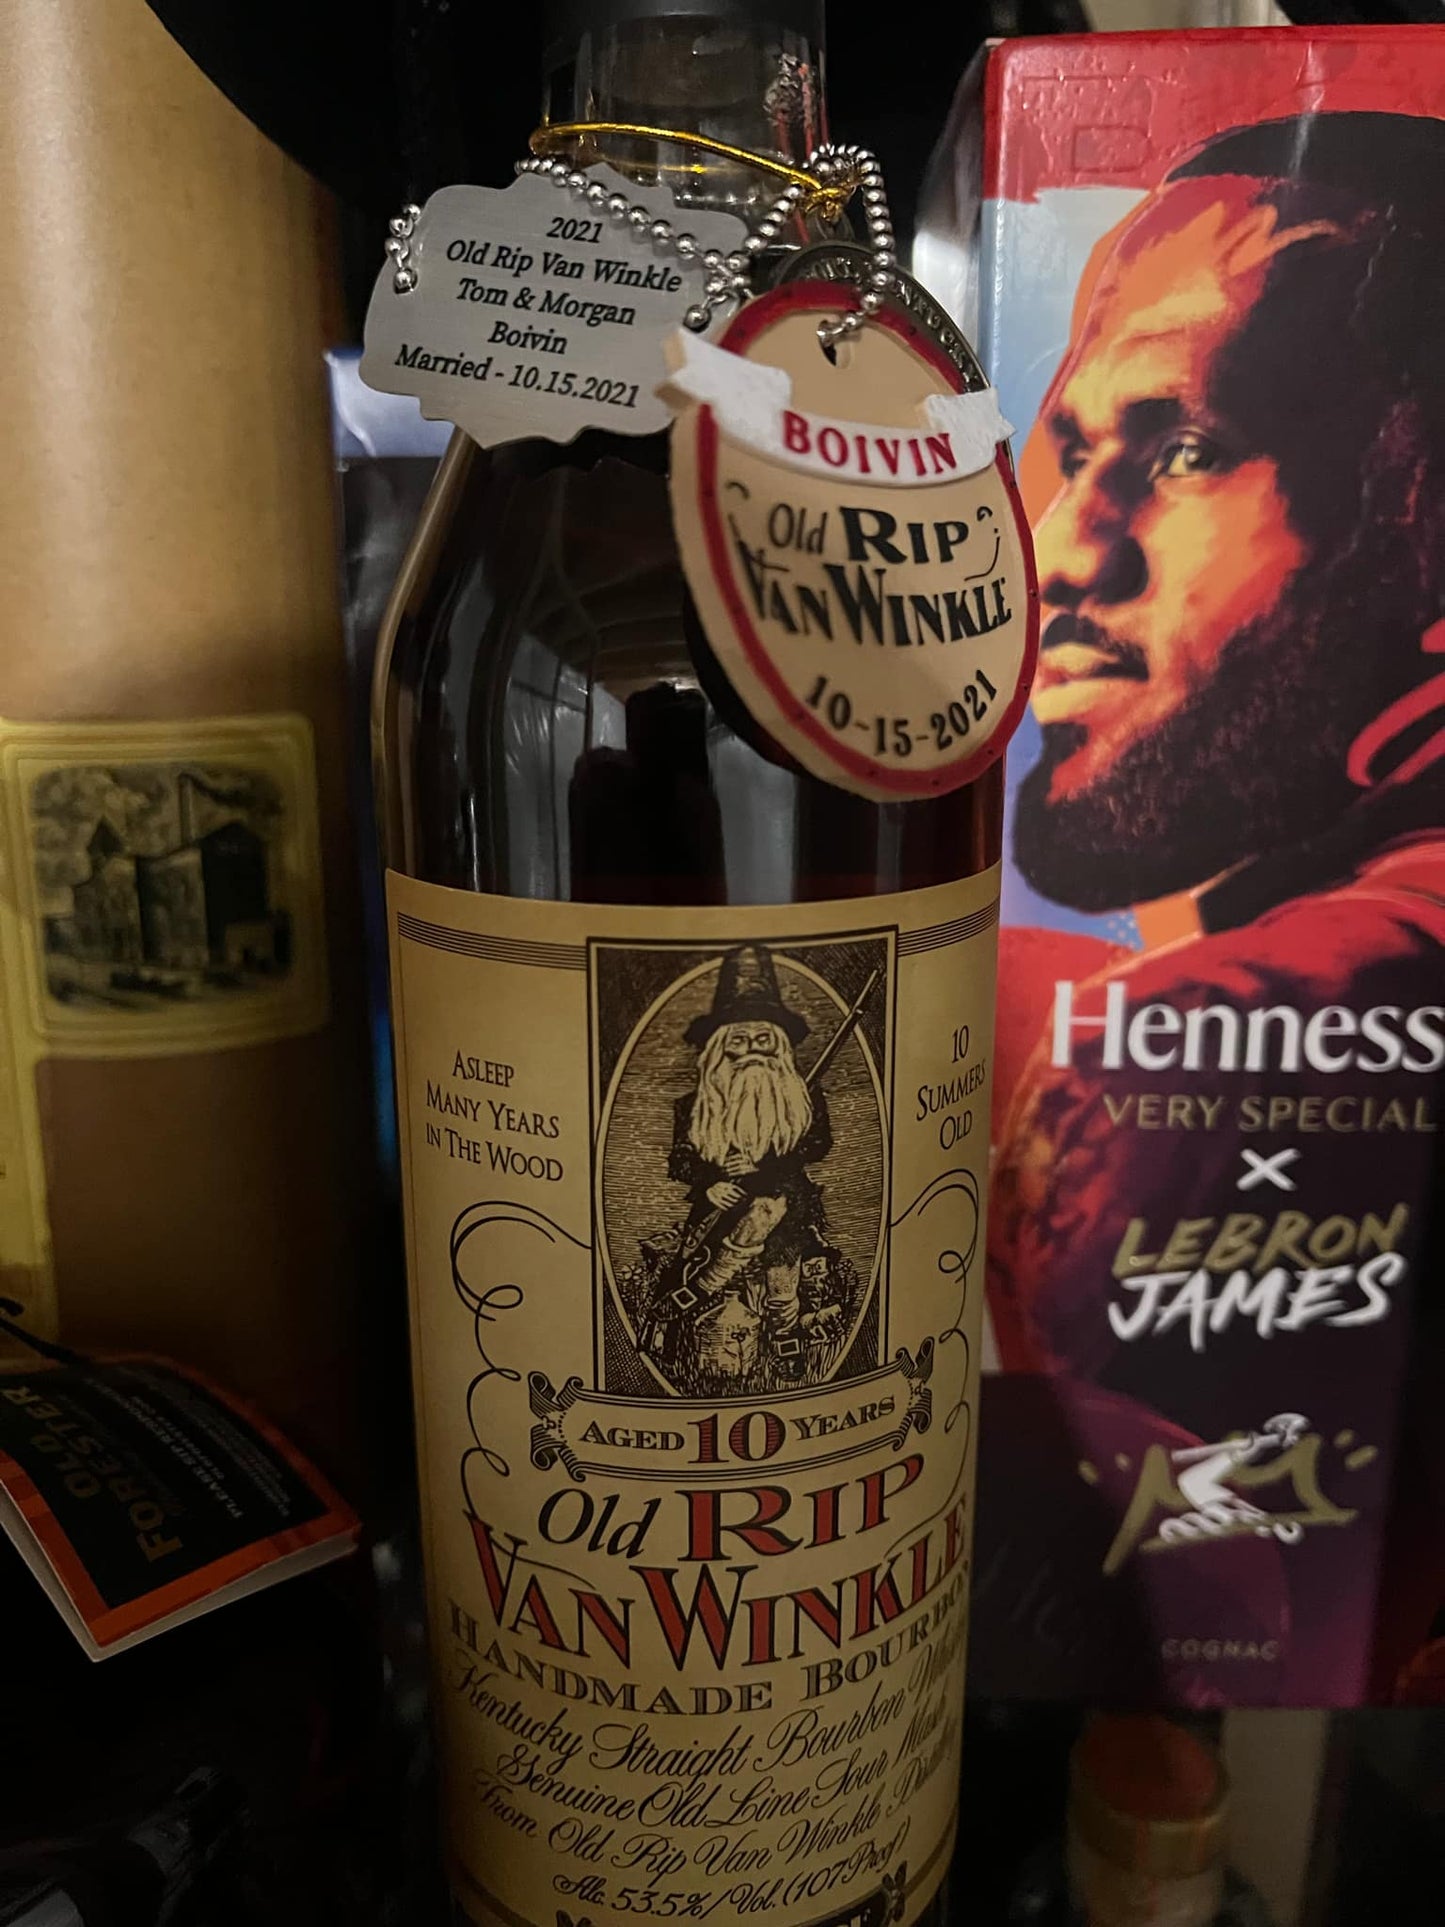 2021
Old Rip Van Winkle
Tom & Morgan
Boivin
Married - 10.15.2021
BOIVIN
Old RIP
VAN WINKLE
10-15-2021
ASLEEP
MANY YEARS
IN THE WOOD
10
SUMMERS
OLD
AGED 10 YEARS
Old RIP
VAN WINKLE
HANDMADE BOURBON
Kentucky Straight Bourbon
Genuine Old Line Sour Mash
From Old Rip Van Winkle
Alc. 53.5% / Vol. (107 Proof)
Henness
VERY SPECIAL
X
LEBRON
JAMES
COGNAC
OLD
FORESTER